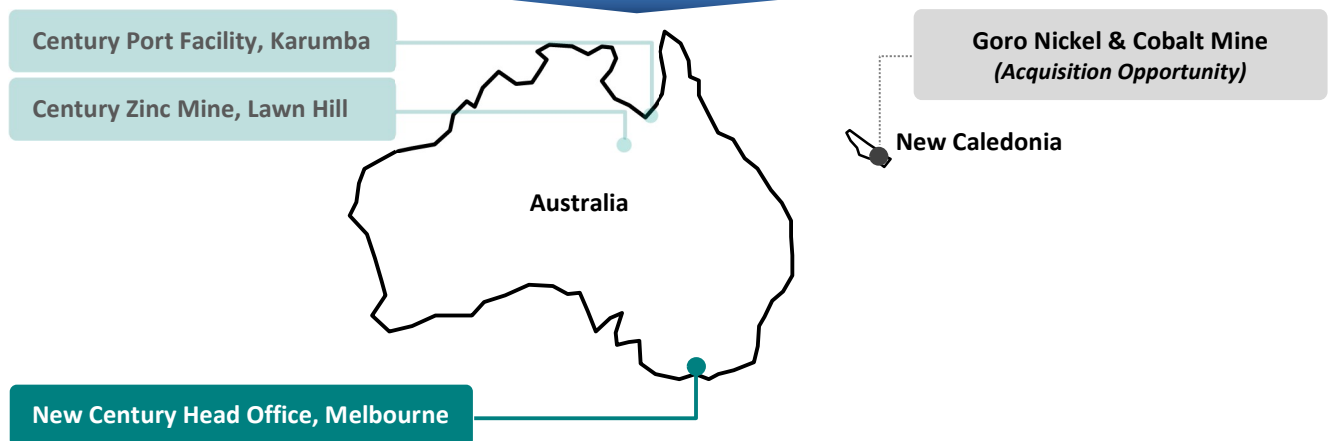 Century Port Facility, Karumba
Century Zinc Mine, Lawn Hill
Goro Nickel & Cobalt Mine
(Acquisition Opportunity)
New Caledonia
Australia
New Century Head Office, Melbourne